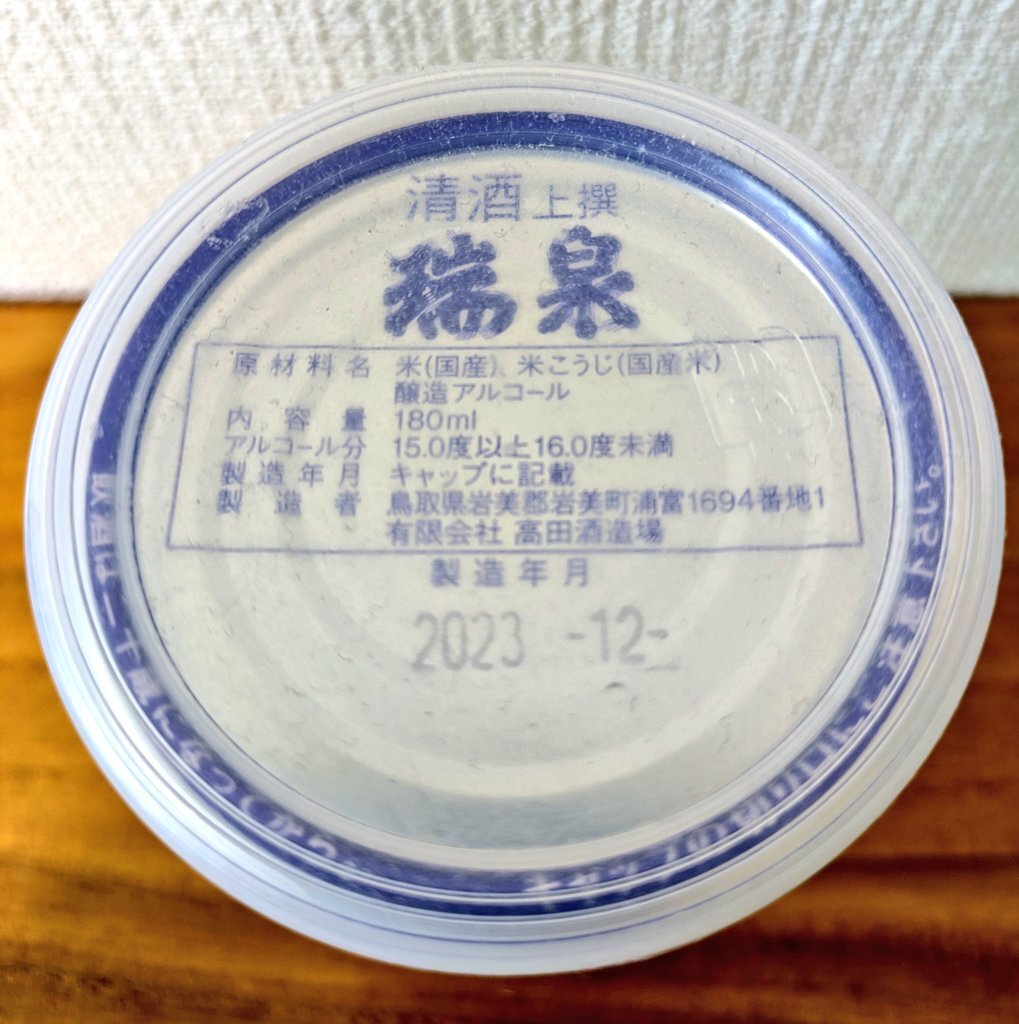 清酒 上撰
瑞泉
原材料名 米(国産)、米こうじ(国産米)
醸造アルコール
内容量 180ml
アルコール分 15.0度以上16.0度未満
製造年月 キャップに記載
製造者 鳥取県岩美郡岩美町浦富1694番地1
有限会社 高田酒造場
製造年月
2023 -12-